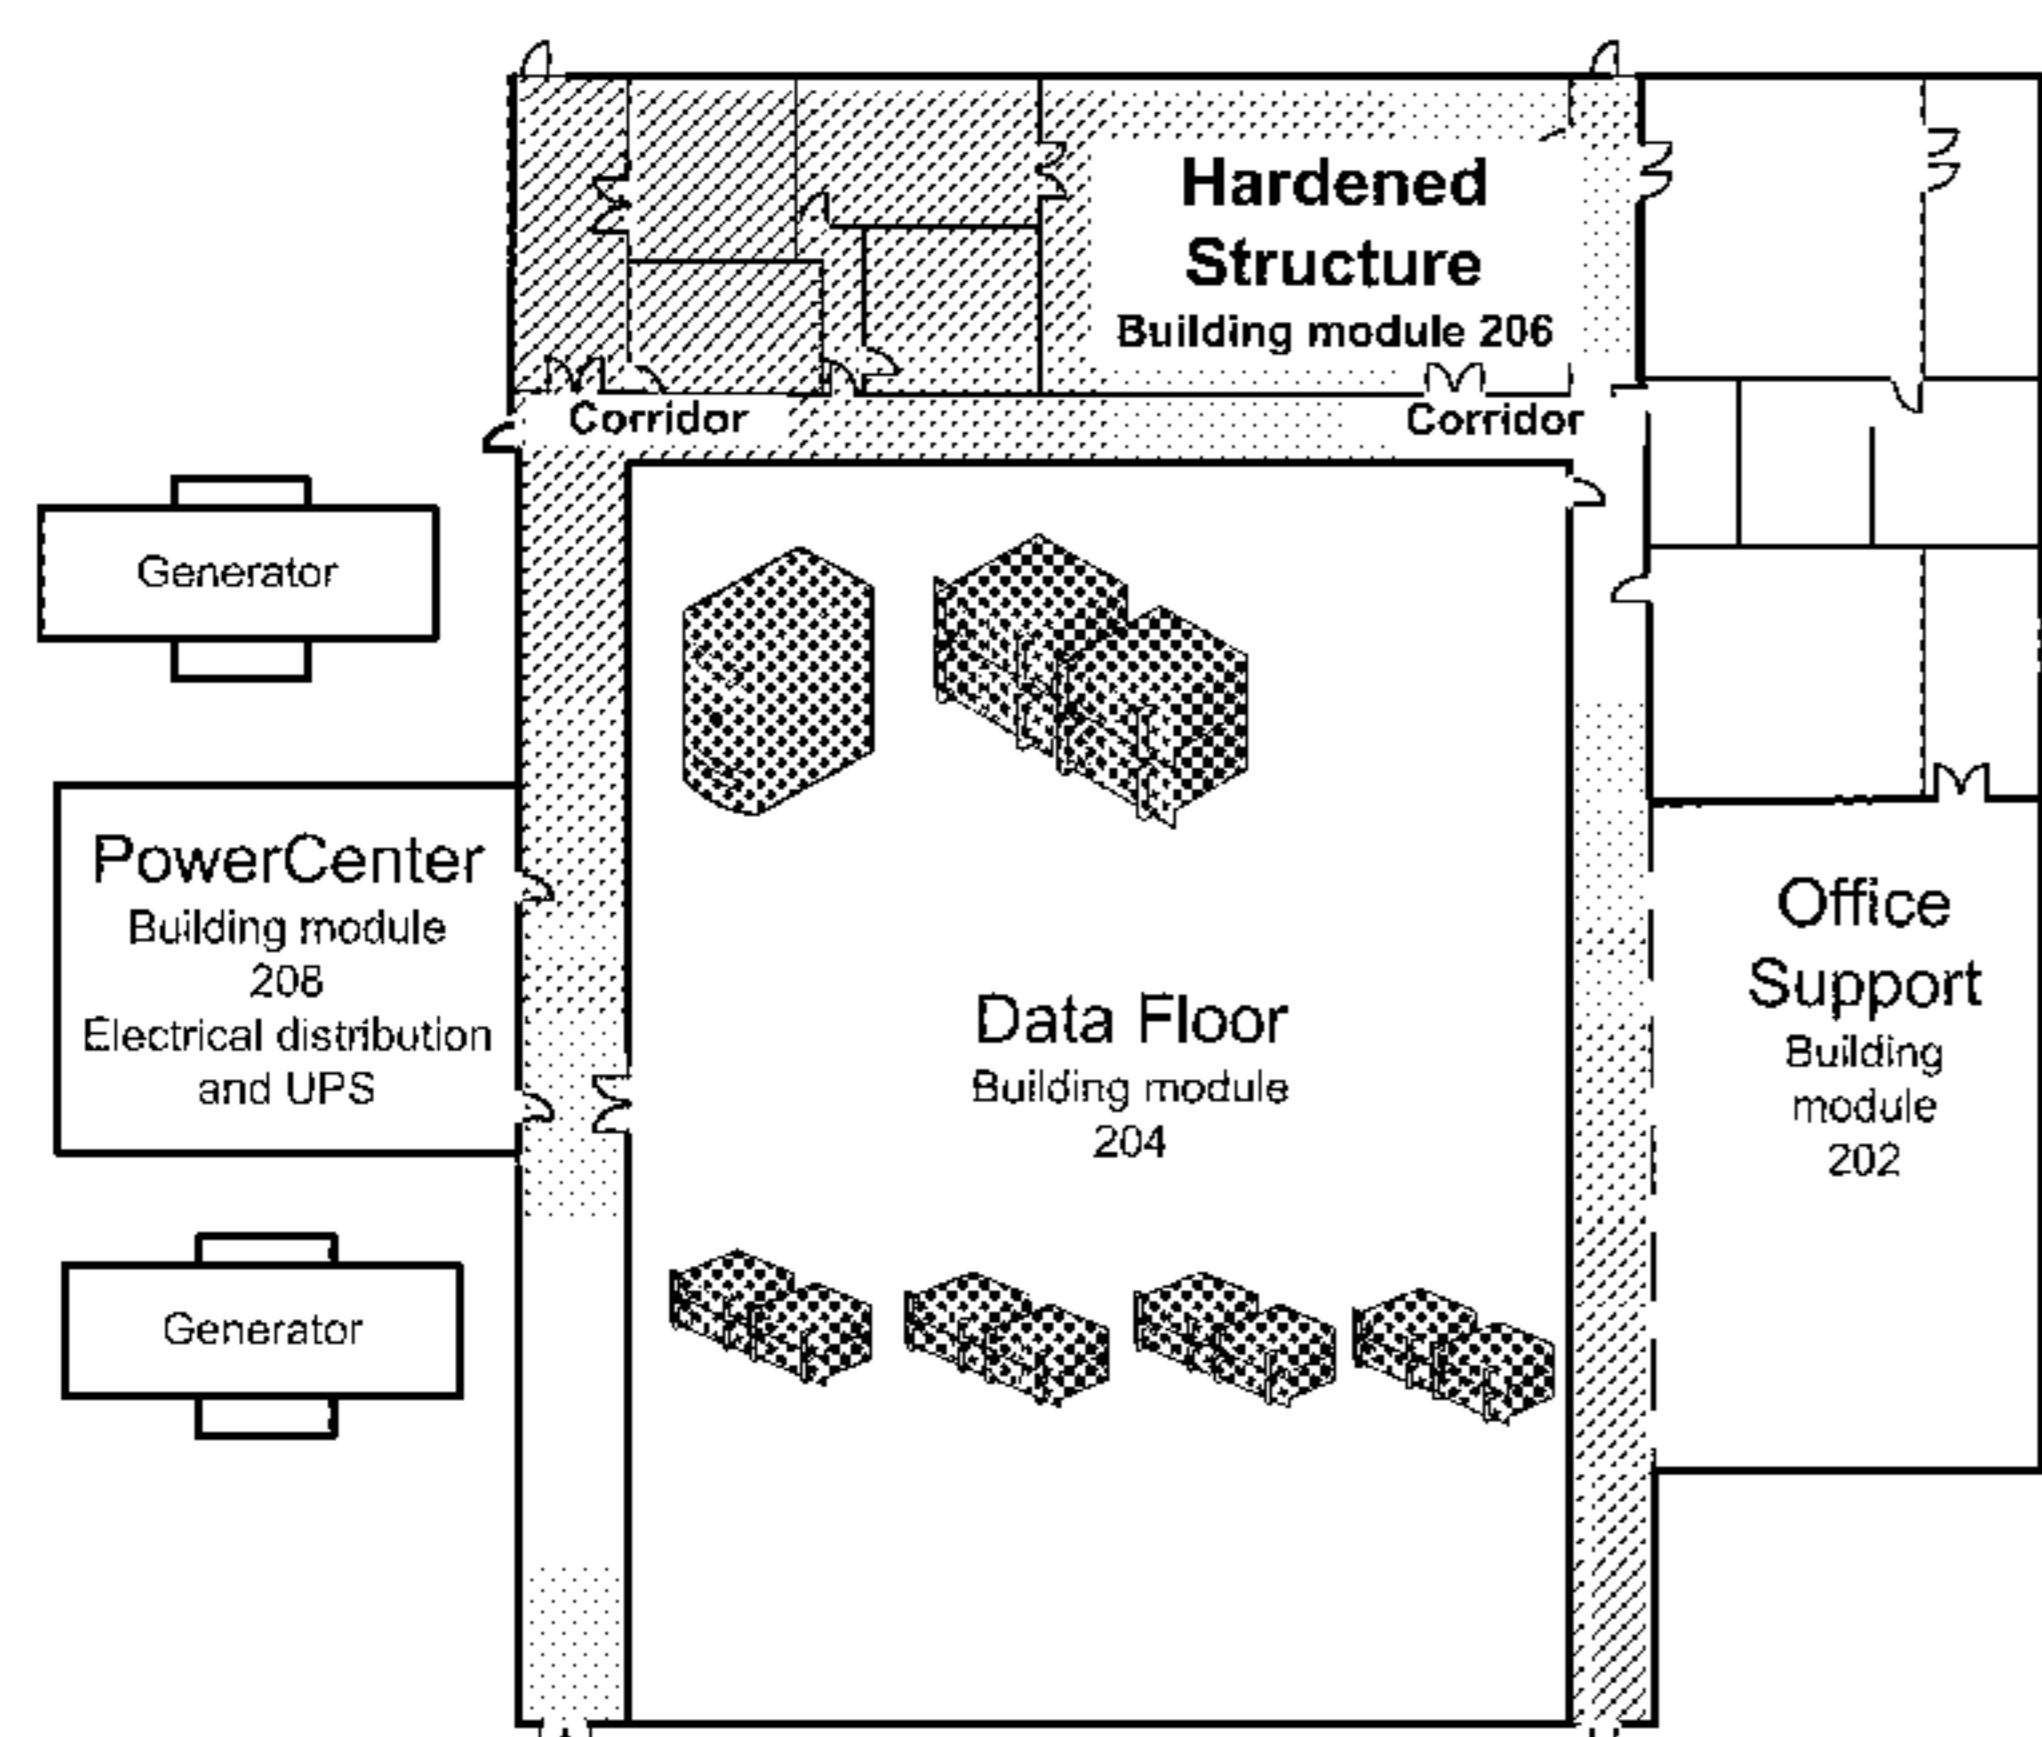 Hardened
Structure
Building module 206
Corridor
Corridor
Generator
PowerCenter
Building module
208
Electrical distribution
and UPS
Data Floor
Building module
204
Office
Support
Building
module
202
Generator